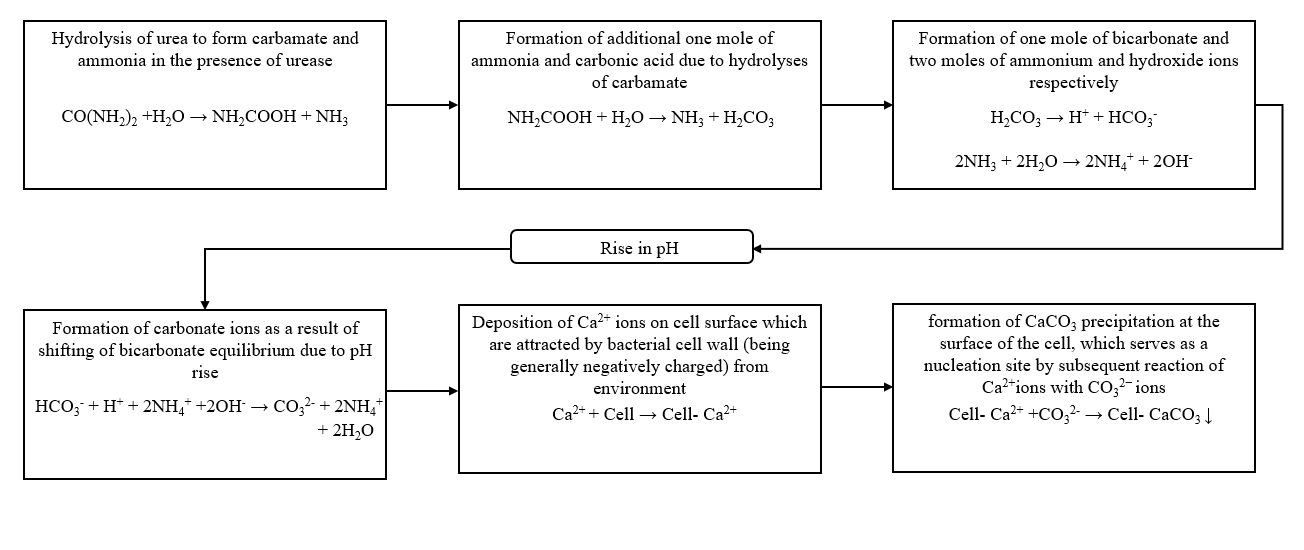 Hydrolysis of urea to form carbamate and
ammonia in the presence of urease
CO(NH₂)₂ +H₂O → NH₂COOH + NH₃
Formation of additional one mole of
ammonia and carbonic acid due to hydrolyses
of carbamate
NH₂COOH + H₂O → NH₃ + H₂CO₃
Formation of one mole of bicarbonate and
two moles of ammonium and hydroxide ions
respectively
H₂CO₃ → H⁺ + HCO₃⁻
2NH₃ + 2H₂O → 2NH₄⁺ + 2OH⁻
Rise in pH
Formation of carbonate ions as a result of
shifting of bicarbonate equilibrium due to pH
rise
HCO₃⁻ + H⁺ + 2NH₄⁺ +2OH⁻ → CO₃²⁻ + 2NH₄⁺
+ 2H₂O
Deposition of Ca²⁺ ions on cell surface which
are attracted by bacterial cell wall (being
generally negatively charged) from
environment
Ca²⁺ + Cell → Cell- Ca²⁺
formation of CaCO₃ precipitation at the
surface of the cell, which serves as a
nucleation site by subsequent reaction of
Ca²⁺ions with CO₃²⁻ ions
Cell- Ca²⁺ +CO₃²⁻ → Cell- CaCO₃ ↓